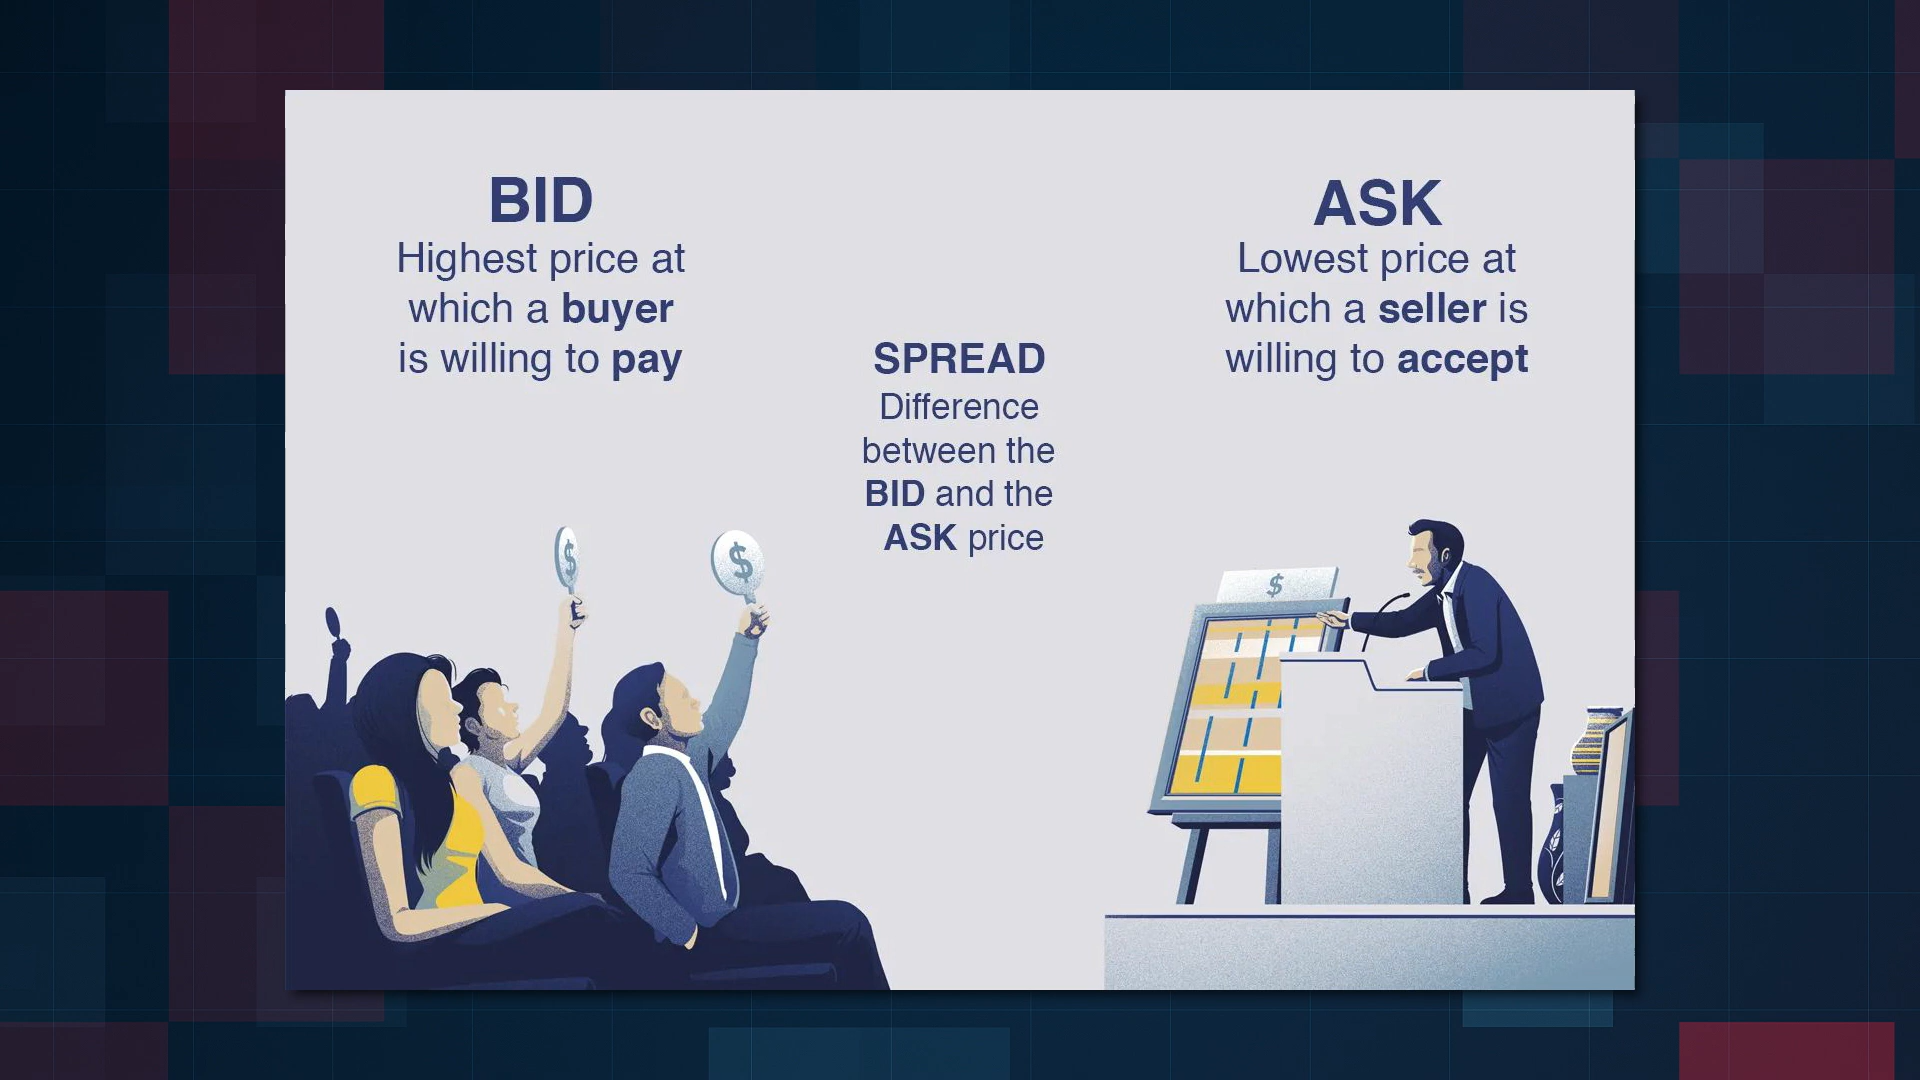 BID
Highest price at
which a buyer
is willing to pay
SPREAD
Difference
between the
BID and the
ASK price
ASK
Lowest price at
which a seller is
willing to accept
$
$
$